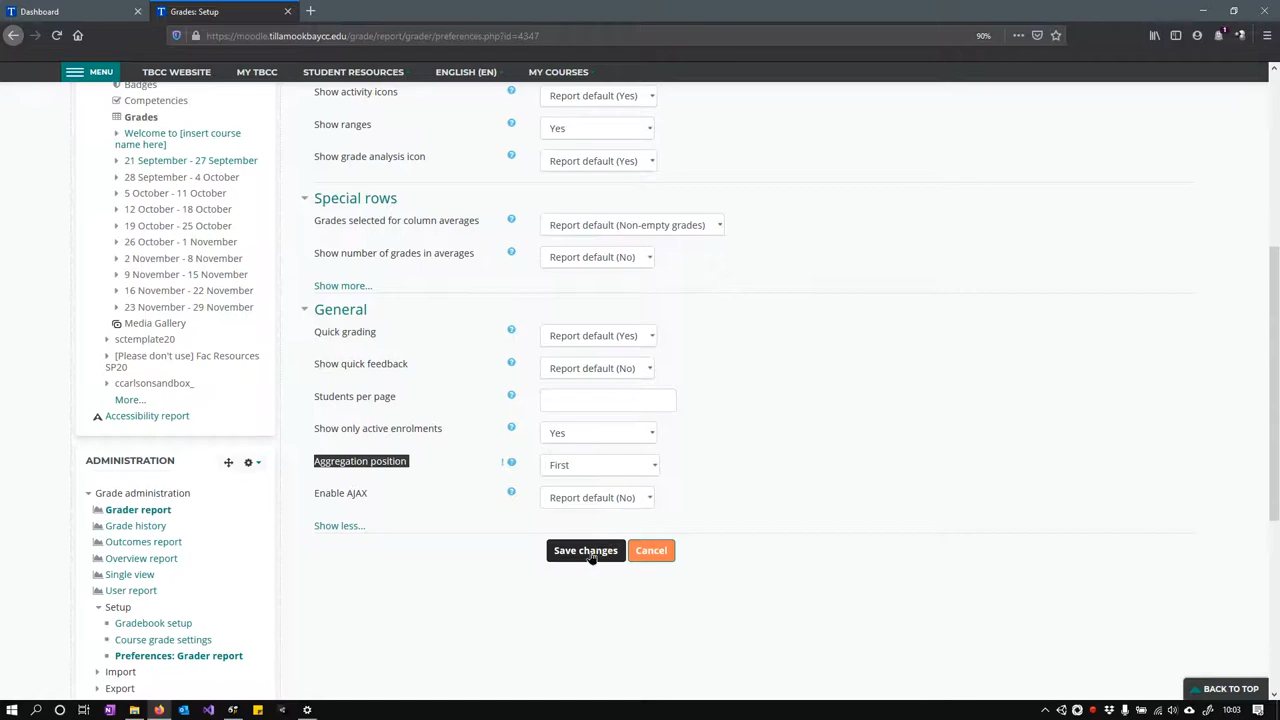 Dashboard
Grades: Setup
https://moodle.tillamookbaycc.edu/grade/report/grader/preferences.php?id=4347
90%
MENU
TBCC WEBSITE
MY TBCC
STUDENT RESOURCES
ENGLISH (EN)
MY COURSES
Badges
Competencies
Grades
Welcome to [insert course
name here]
21 September - 27 September
28 September - 4 October
5 October - 11 October
12 October - 18 October
19 October - 25 October
26 October - 1 November
2 November - 8 November
9 November - 15 November
16 November - 22 November
23 November - 29 November
Media Gallery
sctemplate20
[Please don't use] Fac Resources
SP20
ccarlsonsandbox_
More...
Accessibility report
ADMINISTRATION
Grade administration
Grader report
Grade history
Outcomes report
Overview report
Single view
User report
Setup
Gradebook setup
Course grade settings
Preferences: Grader report
Import
Export
Show activity icons
Report default (Yes)
Show ranges
Yes
Show grade analysis icon
Report default (Yes)
Special rows
Grades selected for column averages
Report default (Non-empty grades)
Show number of grades in averages
Report default (No)
Show more...
General
Quick grading
Report default (Yes)
Show quick feedback
Report default (No)
Students per page
Show only active enrolments
Yes
Aggregation position
First
Enable AJAX
Report default (No)
Show less...
Save changes
Cancel
BACK TO TOP
10:03